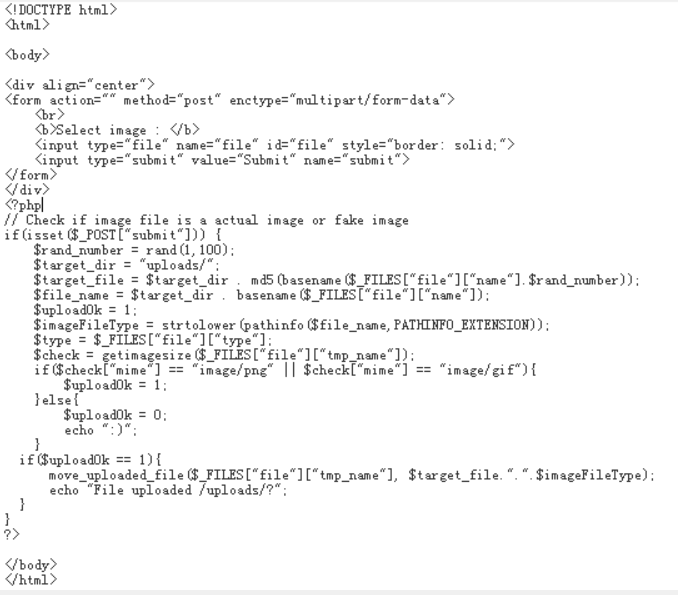 <!DOCTYPE html>
<html>
<body>
<div align="center">
<form action="" method="post" enctype="multipart/form-data">
<br>
<b>Select image : </b>
<input type="file" name="file" id="file" style="border: solid;">
<input type="submit" value="Submit" name="submit">
</form>
</div>
<?php
// Check if image file is a actual image or fake image
if(isset($_POST["submit"])) {
$rand_number = rand(1,100);
$target_dir = "uploads/";
$target_file = $target_dir . md5(basename($_FILES["file"]["name"].$rand_number));
$file_name = $target_dir . basename($_FILES["file"]["name"]);
$uploadOk = 1;
$imageFileType = strtolower(pathinfo($file_name,PATHINFO_EXTENSION));
$type = $_FILES["file"]["type"];
$check = getimagesize($_FILES["file"]["tmp_name"]);
if($check["mime"] == "image/png" || $check["mime"] == "image/gif"){
$uploadOk = 1;
}else{
$uploadOk = 0;
echo ":)";
}
if($uploadOk == 1){
move_uploaded_file($_FILES["file"]["tmp_name"], $target_file.".".$imageFileType);
echo "File uploaded /uploads/?";
}
}
?>
</body>
</html>